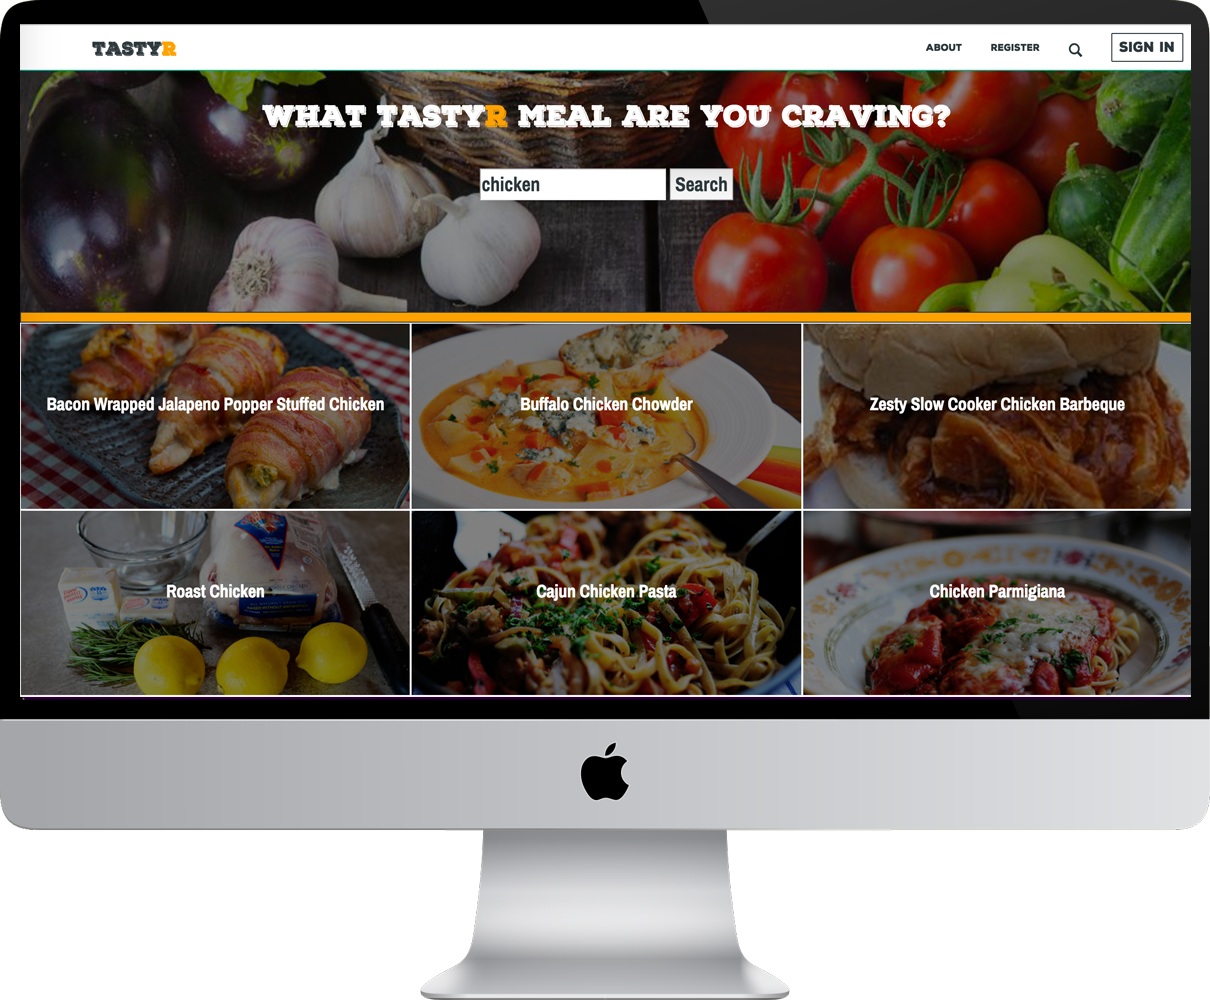 TASTYR
ABOUT REGISTER SIGN IN
WHAT TASTYR MEAL ARE YOU CRAVING?
chicken Search
Bacon Wrapped Jalapeno Popper Stuffed Chicken Buffalo Chicken Chowder Zesty Slow Cooker Chicken Barbeque
Roast Chicken Cajun Chicken Pasta Chicken Parmigiana